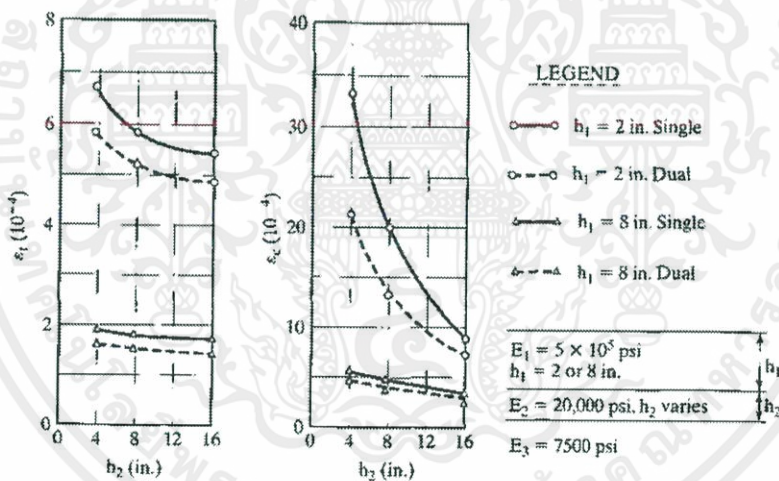 8
6
4
2
0
εt (10⁻⁴)
0 4 8 12 16
h₂ (in.)
40
30
20
10
0
εc (10⁻⁴)
0 4 8 12 16
h₂ (in.)
LEGEND
h₁ = 2 in. Single
h₁ = 2 in. Dual
h₁ = 8 in. Single
h₁ = 8 in. Dual
E₁ = 5 × 10⁵ psi
h₁ = 2 or 8 in.
h₁
E₂ = 20,000 psi, h₂ varies
h₂
E₃ = 7500 psi